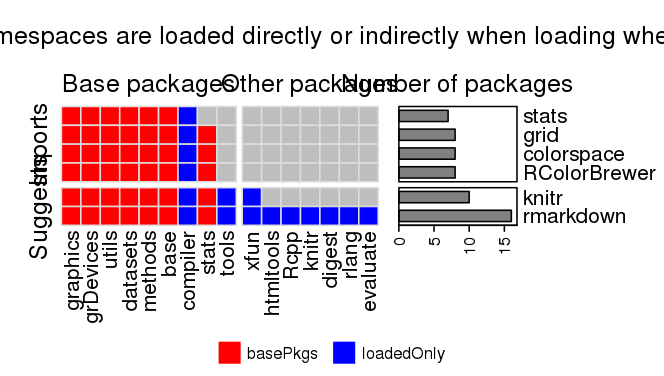 mespaces are loaded directly or indirectly when loading whe
Base packages
Other packages
Number of packages
Imports
Suggests
stats
grid
colorspace
RColorBrewer
knitr
rmarkdown
0
5
10
15
graphics
grDevices
utils
datasets
methods
base
compiler
stats
tools
xfun
htmltools
Rcpp
knitr
digest
rlang
evaluate
basePkgs
loadedOnly